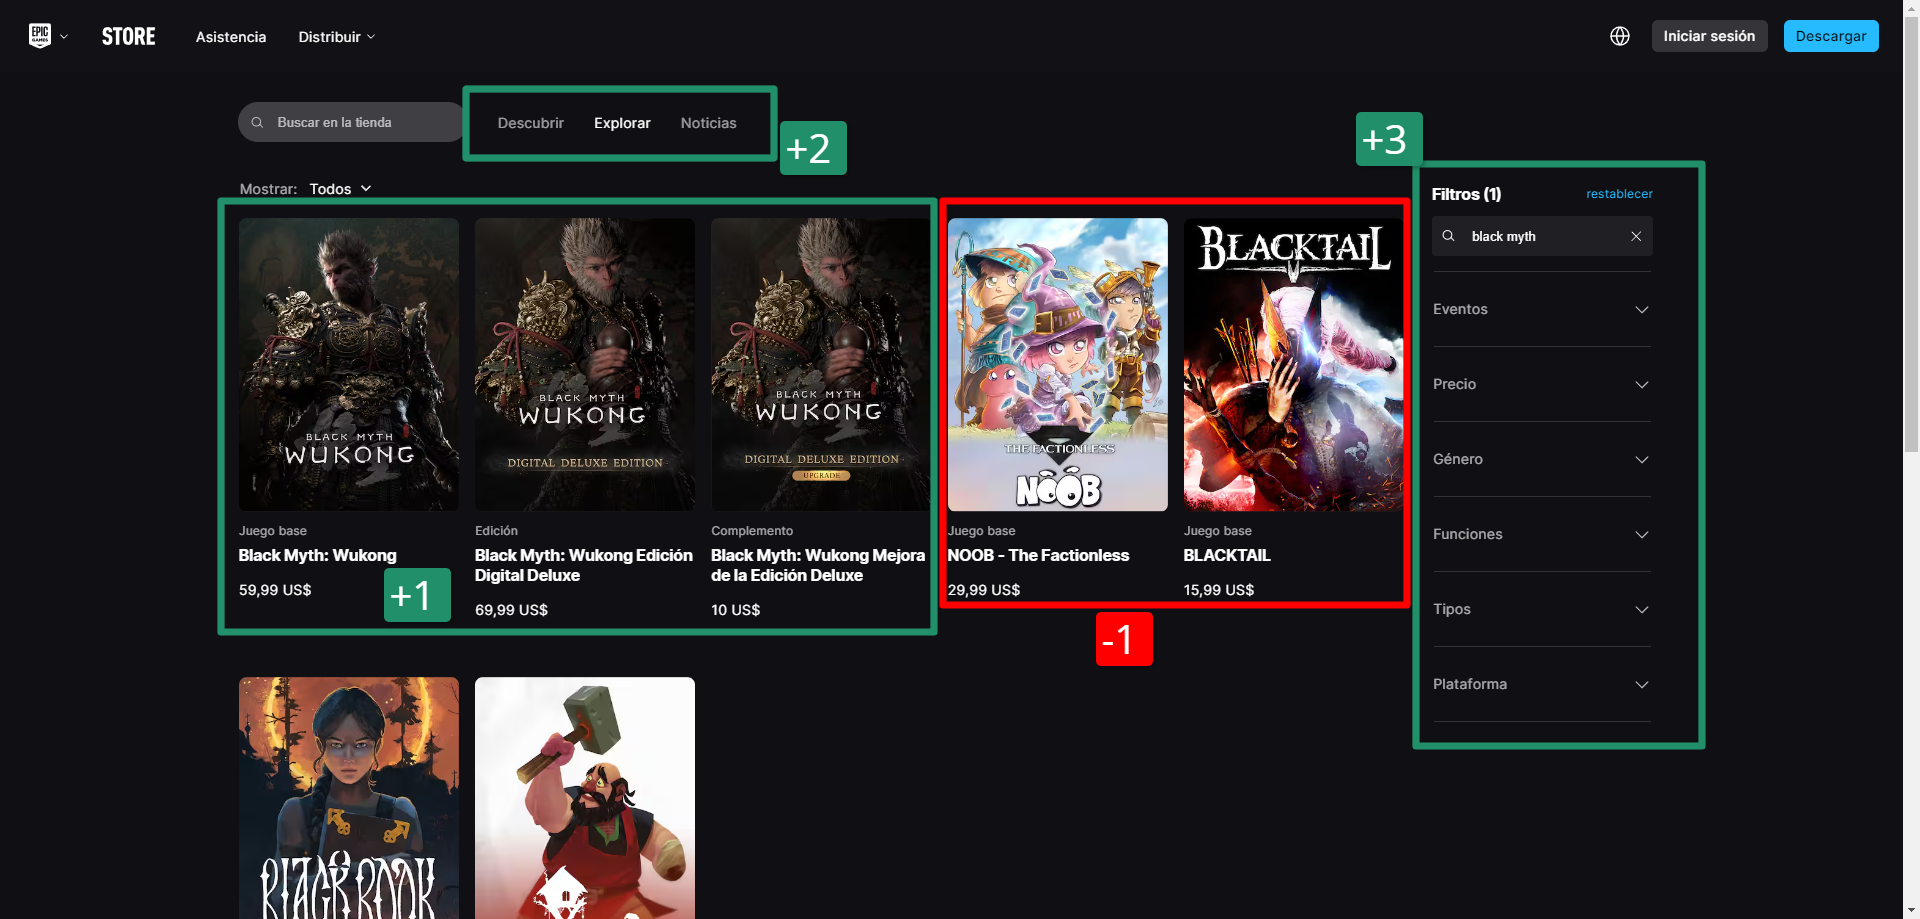 EPIC
GAMES
STORE
Asistencia
Distribuir
Iniciar sesión
Descargar
Buscar en la tienda
Descubrir
Explorar
Noticias
+2
+3
Mostrar: Todos
Filtros (1)
restablecer
black myth
Eventos
Precio
Género
Funciones
Tipos
Plataforma
BLACK MYTH
WUKONG
BLACK MYTH
WUKONG
DIGITAL DELUXE EDITION
BLACK MYTH
WUKONG
DIGITAL DELUXE EDITION
UPGRADE
THE FACTIONLESS
NOOB
BLACKTAIL
Juego base
Black Myth: Wukong
59,99 US$
+1
Edición
Black Myth: Wukong Edición
Digital Deluxe
69,99 US$
Complemento
Black Myth: Wukong Mejora
de la Edición Deluxe
10 US$
Juego base
NOOB - The Factionless
29,99 US$
Juego base
BLACKTAIL
15,99 US$
-1
BLACK BOOK